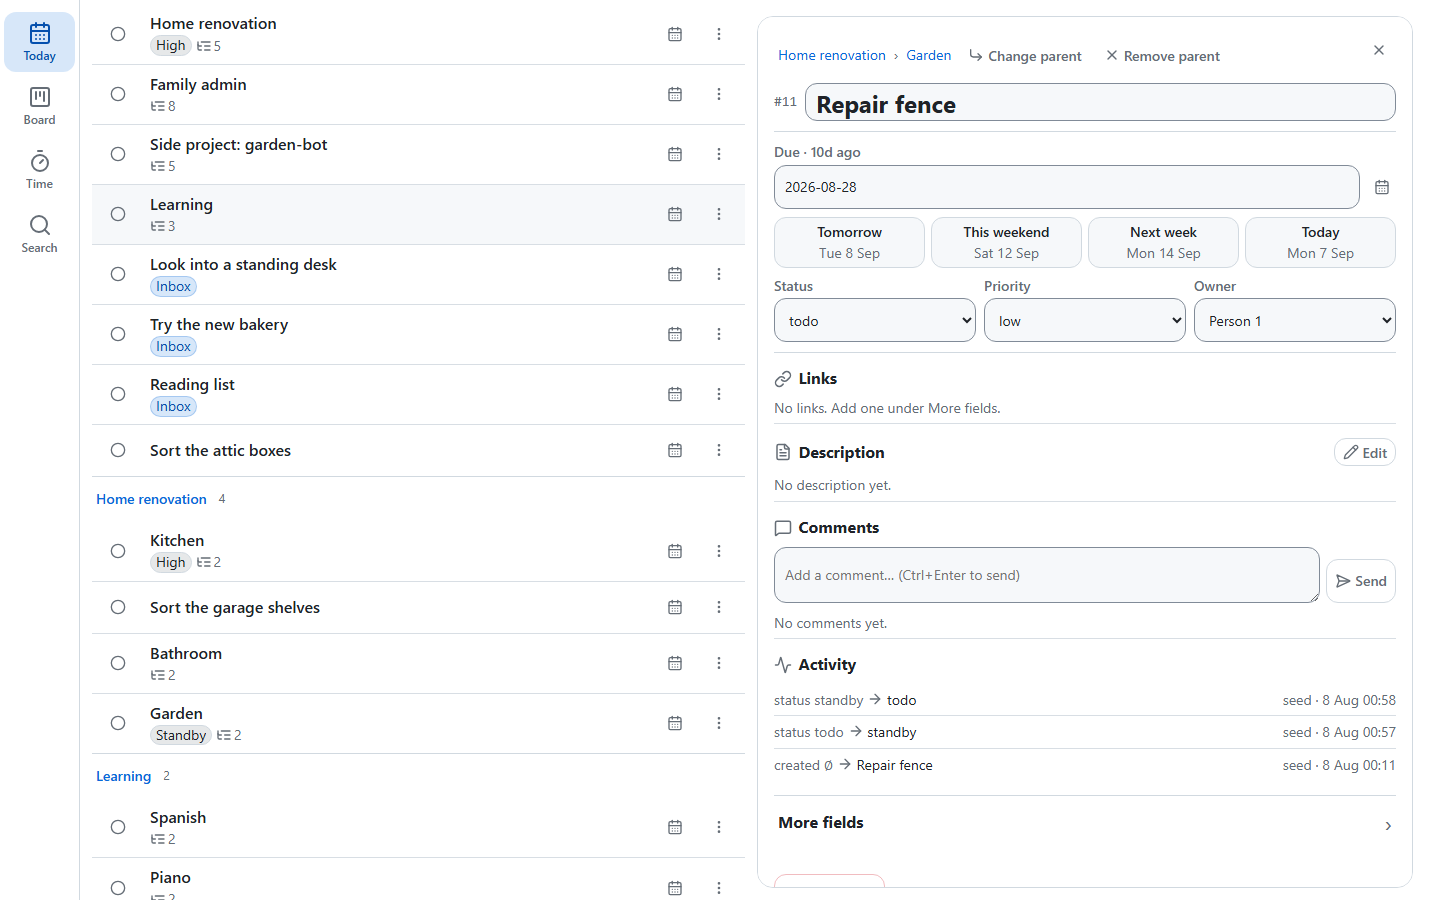 Today
Board
Time
Search
Home renovation
High 5
Family admin
8
Side project: garden-bot
5
Learning
3
Look into a standing desk
Inbox
Try the new bakery
Inbox
Reading list
Inbox
Sort the attic boxes
Home renovation 4
Kitchen
High 2
Sort the garage shelves
Bathroom
2
Garden
Standby 2
Learning 2
Spanish
2
Piano
2
Home renovation › Garden Change parent Remove parent
#11 Repair fence
Due · 10d ago
2026-08-28
Tomorrow This weekend Next week Today
Tue 8 Sep Sat 12 Sep Mon 14 Sep Mon 7 Sep
Status Priority Owner
todo low Person 1
Links
No links. Add one under More fields.
Description Edit
No description yet.
Comments
Add a comment... (Ctrl+Enter to send) Send
No comments yet.
Activity
status standby → todo seed · 8 Aug 00:58
status todo → standby seed · 8 Aug 00:57
created ∅ → Repair fence seed · 8 Aug 00:11
More fields